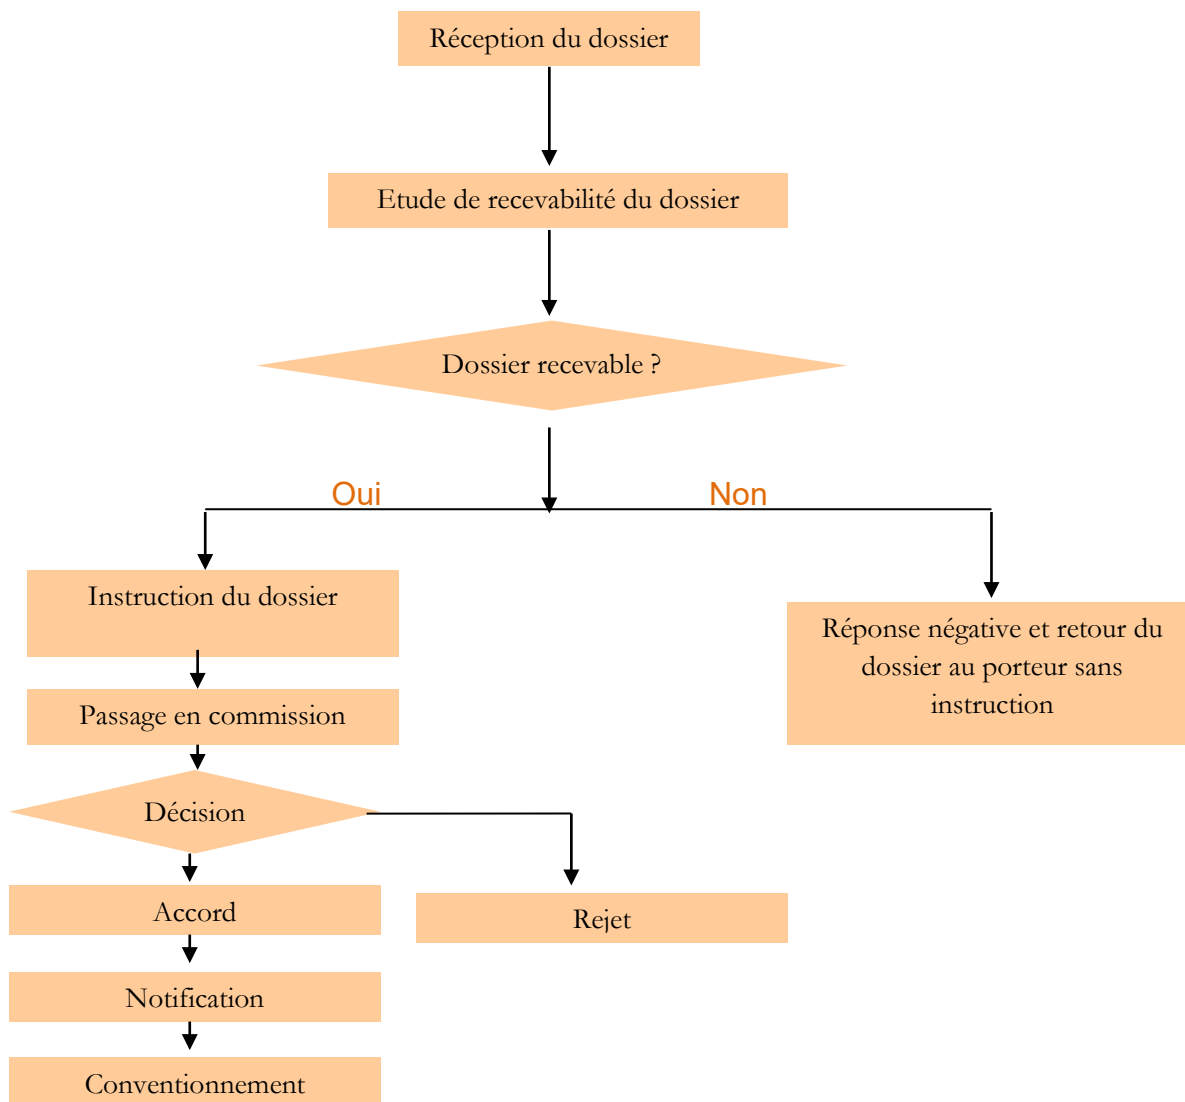 Réception du dossier
Etude de recevabilité du dossier
Dossier recevable ?
Oui
Non
Instruction du dossier
Réponse négative et retour du
dossier au porteur sans
instruction
Passage en commission
Décision
Accord
Rejet
Notification
Conventionnement